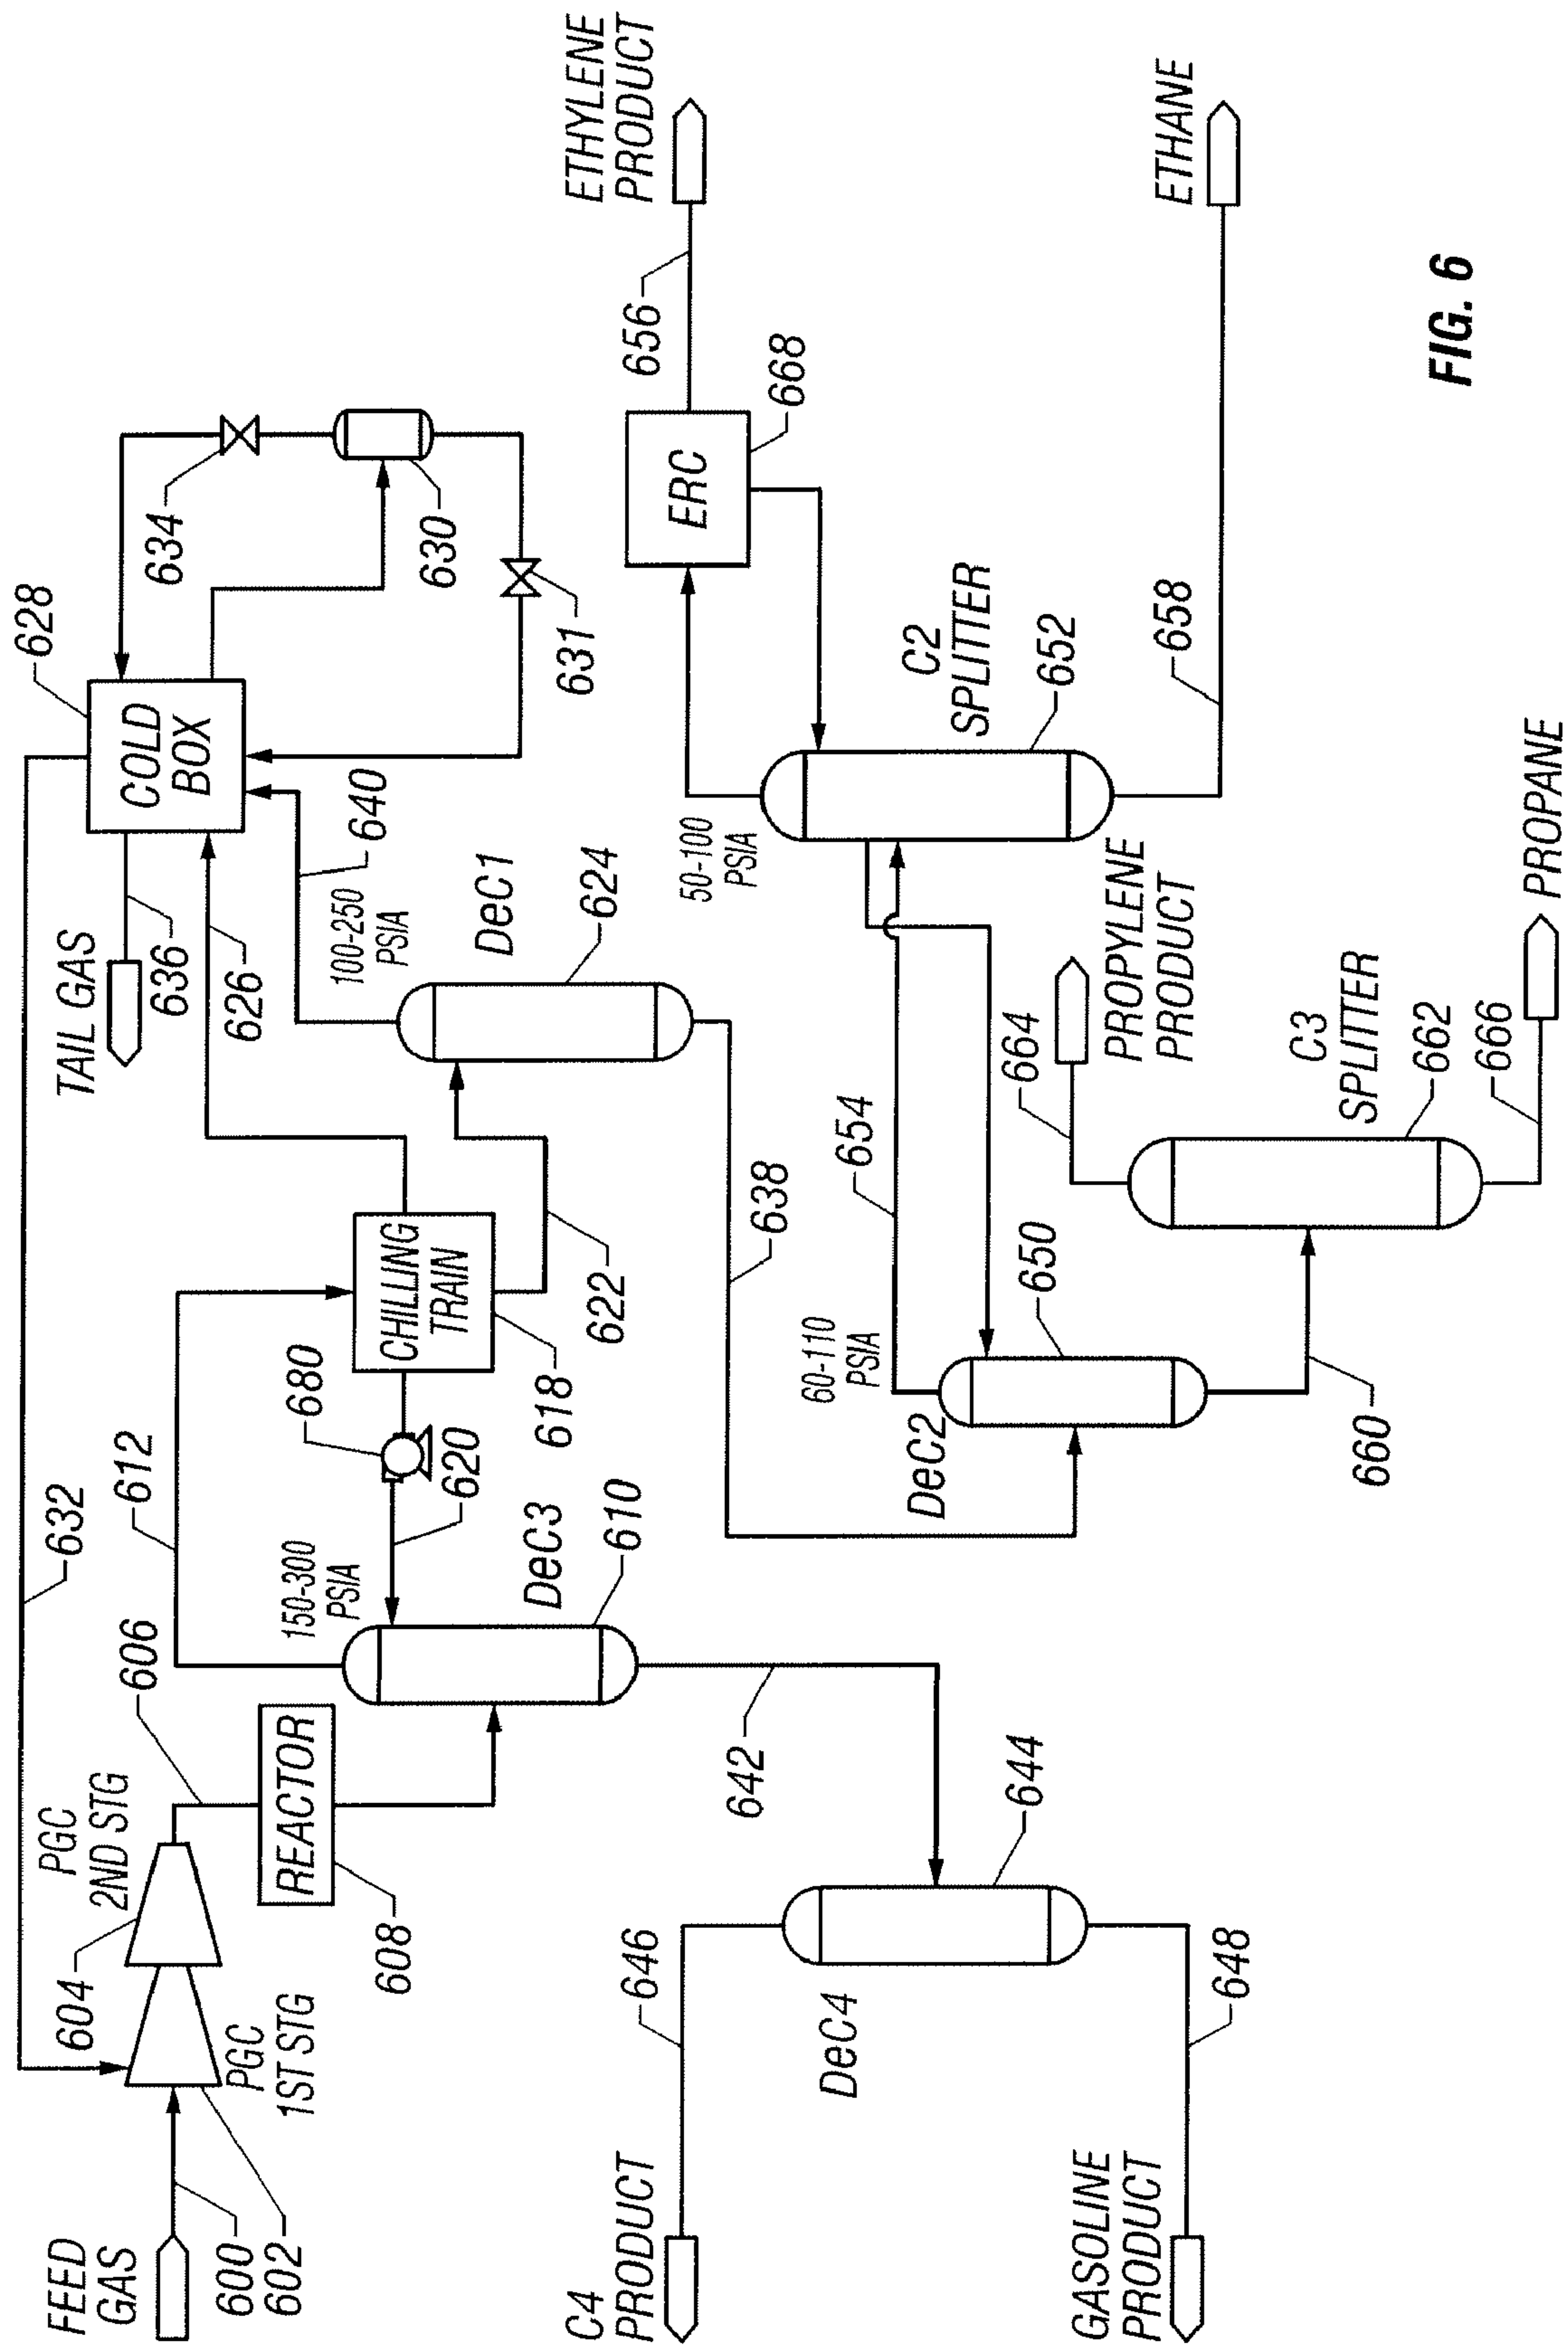 FEED
GAS
600
602
604
PGC
1ST STG
PGC
2ND STG
606
REACTOR
608
632
612
150-300
PSIA
DeC3
610
680
620
CHILLING
TRAIN
618
622
TAIL GAS
636
626
628
COLD
BOX
634
630
631
640
100-250
PSIA
DeC1
624
638
642
C4
PRODUCT
646
DeC4
644
GASOLINE
PRODUCT
648
60-110
PSIA
DeC2
650
654
660
50-100
PSIA
C2
SPLITTER
652
ERC
668
656
ETHYLENE
PRODUCT
658
ETHANE
664
PROPYLENE
PRODUCT
C3
SPLITTER
662
666
PROPANE
FIG. 6